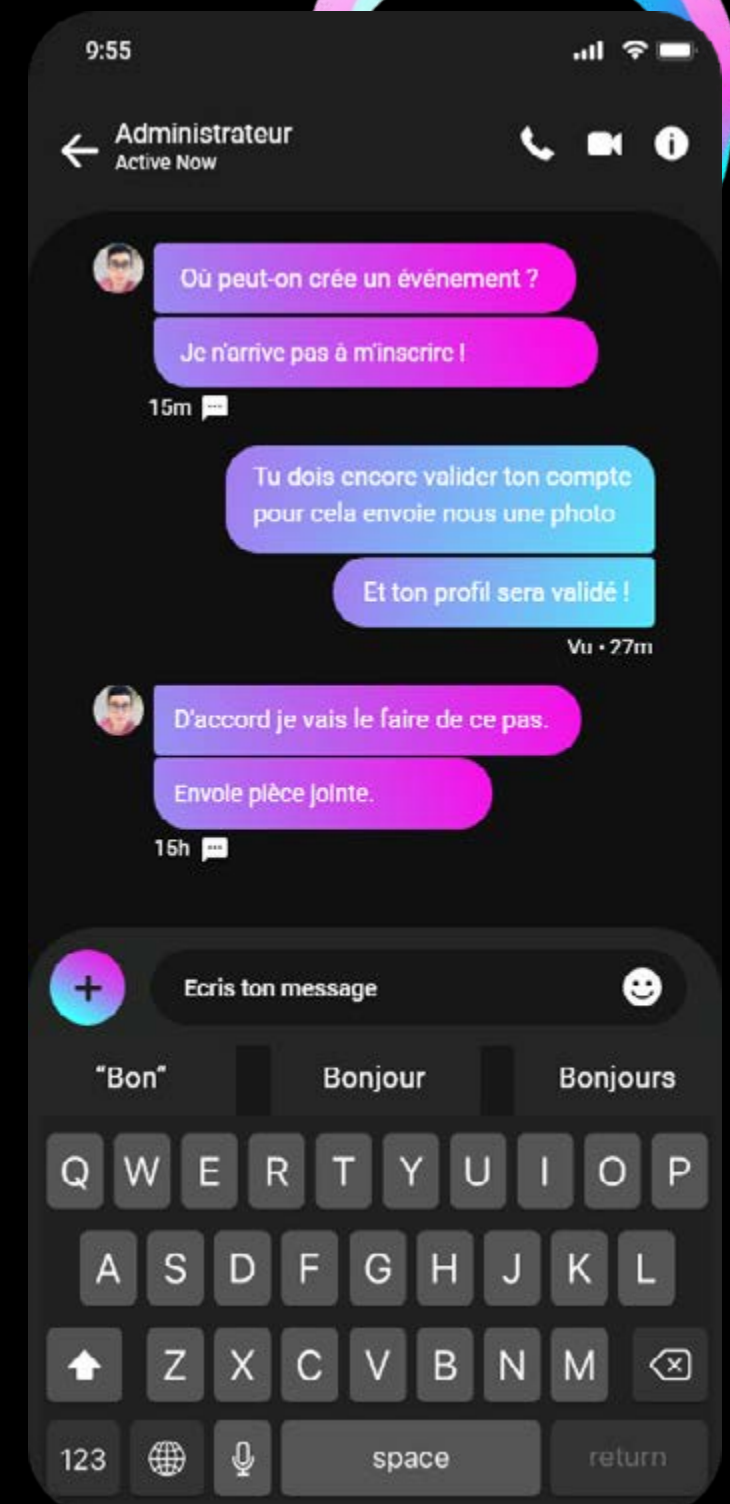 9:55
Administrateur
Active Now
Où peut-on crée un événement ?
Je n'arrive pas à m'inscrire !
15m
Tu dois encore valider ton compte
pour cela envoie nous une photo
Et ton profil sera validé !
Vu • 27m
D'accord je vais le faire de ce pas.
Envoie pièce jointe.
15h
Ecris ton message
“Bon” Bonjour Bonjours
Q W E R T Y U I O P
A S D F G H J K L
Z X C V B N M
123 space return